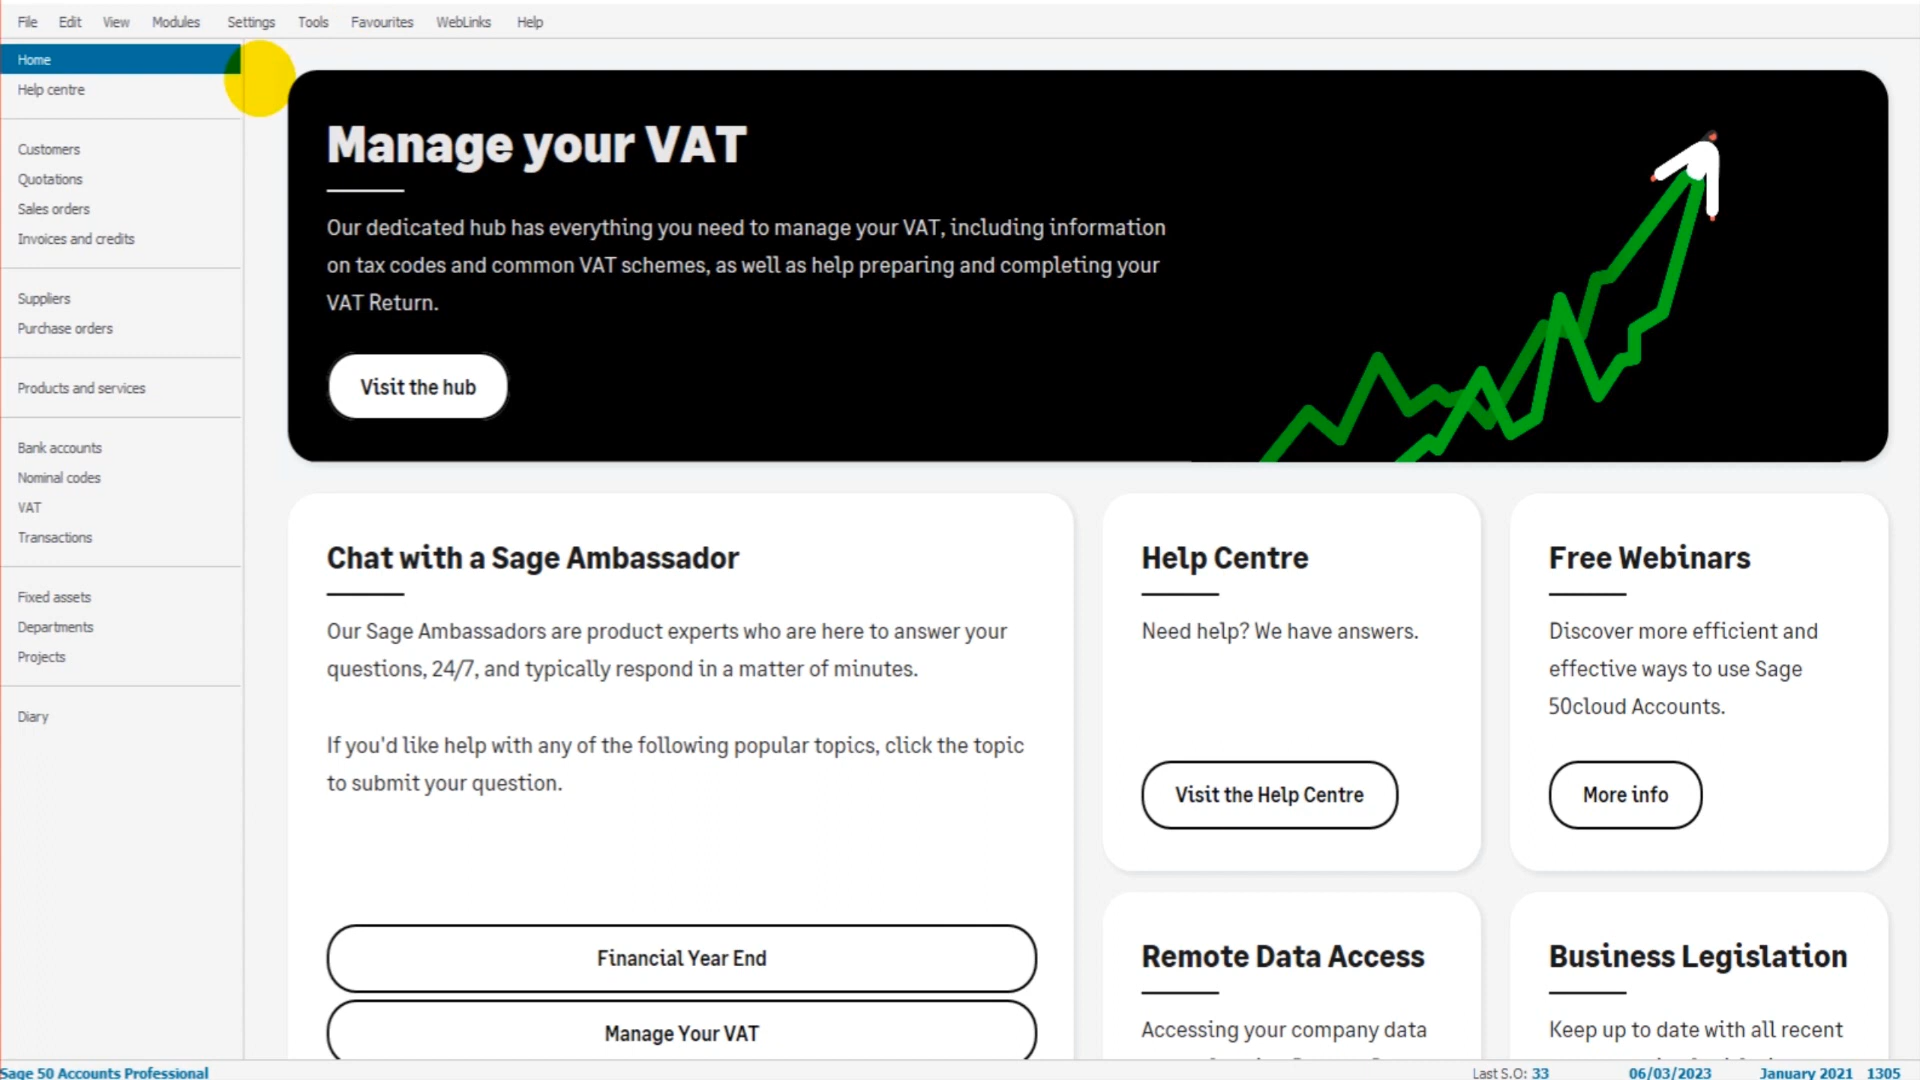 File Edit View Modules Settings Tools Favourites WebLinks Help
Home
Help centre
Customers
Quotations
Sales orders
Invoices and credits
Suppliers
Purchase orders
Products and services
Bank accounts
Nominal codes
VAT
Transactions
Fixed assets
Departments
Projects
Diary
Manage your VAT
Our dedicated hub has everything you need to manage your VAT, including information
on tax codes and common VAT schemes, as well as help preparing and completing your
VAT Return.
Visit the hub
Chat with a Sage Ambassador
Our Sage Ambassadors are product experts who are here to answer your
questions, 24/7, and typically respond in a matter of minutes.
If you'd like help with any of the following popular topics, click the topic
to submit your question.
Financial Year End
Manage Your VAT
Help Centre
Need help? We have answers.
Visit the Help Centre
Free Webinars
Discover more efficient and
effective ways to use Sage
50cloud Accounts.
More info
Remote Data Access
Accessing your company data
Business Legislation
Keep up to date with all recent
Sage 50 Accounts Professional Last S.O: 33 06/03/2023 January 2021 1305